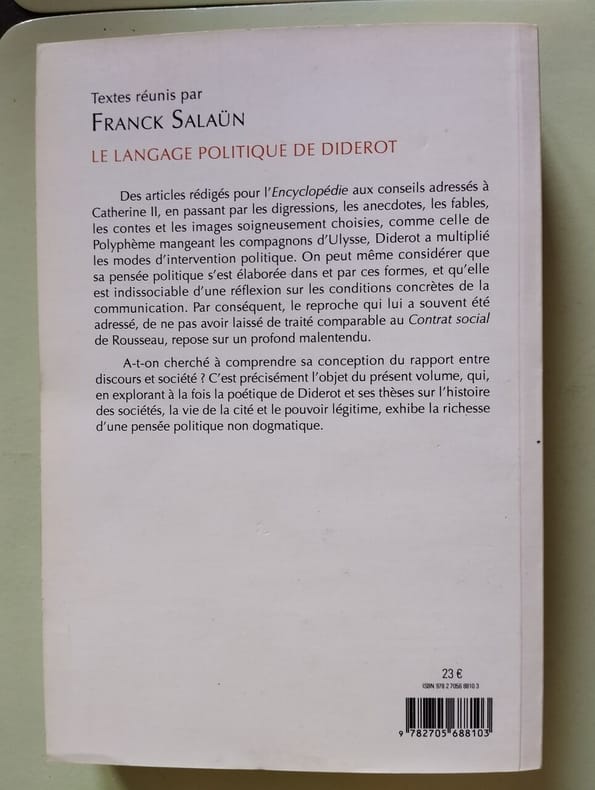 Textes réunis par
FRANCK SALAÜN
LE LANGAGE POLITIQUE DE DIDEROT
Des articles rédigés pour l'Encyclopédie aux conseils adressés à
Catherine II, en passant par les digressions, les anecdotes, les fables,
les contes et les images soigneusement choisies, comme celle de
Polyphème mangeant les compagnons d'Ulysse, Diderot a multiplié
les modes d'intervention politique. On peut même considérer que
sa pensée politique s'est élaborée dans et par ces formes, et qu'elle
est indissociable d'une réflexion sur les conditions concrètes de la
communication. Par conséquent, le reproche qui lui a souvent été
adressé, de ne pas avoir laissé de traité comparable au Contrat social
de Rousseau, repose sur un profond malentendu.
A-t-on cherché à comprendre sa conception du rapport entre
discours et société ? C'est précisément l'objet du présent volume, qui,
en explorant à la fois la poétique de Diderot et ses thèses sur l'histoire
des sociétés, la vie de la cité et le pouvoir légitime, exhibe la richesse
d'une pensée politique non dogmatique.
23 €
ISBN 978 2 7056 8810 3
9 782705 688103